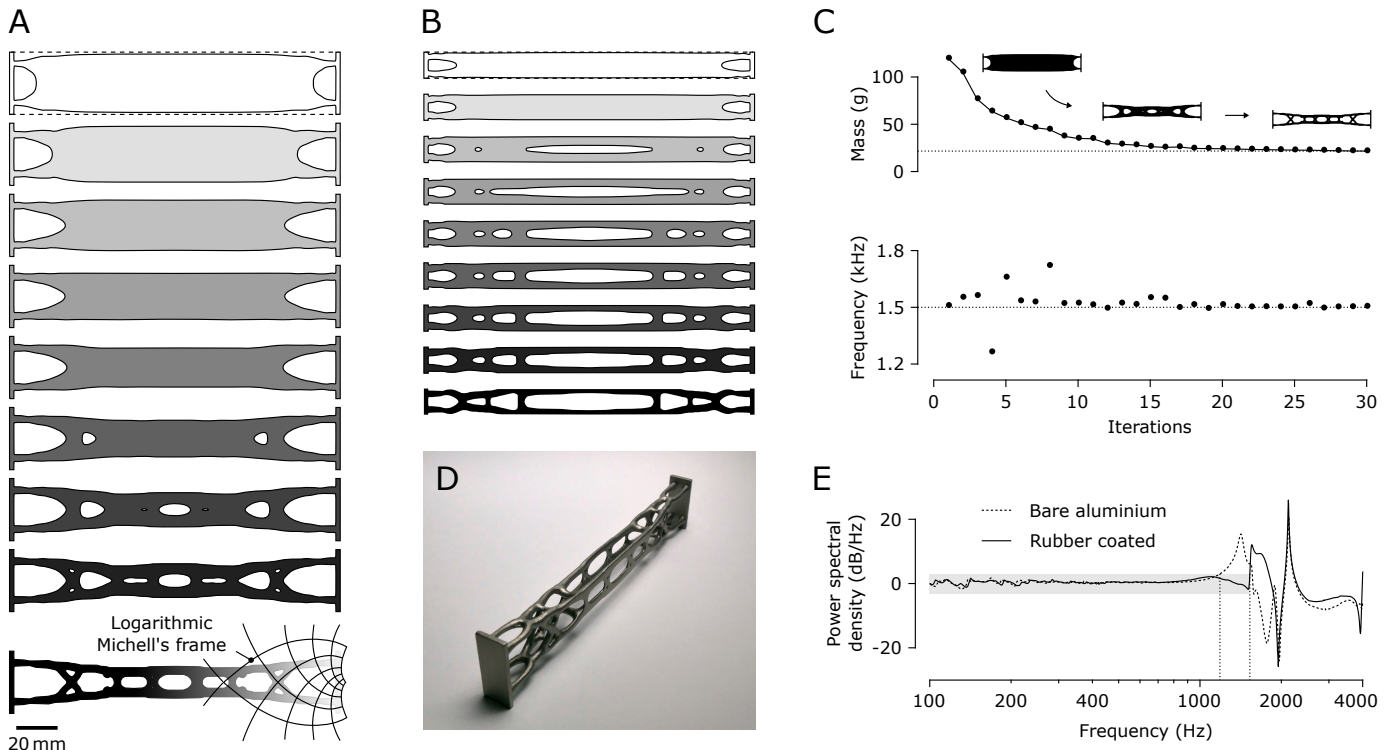 A
Logarithmic
Michell's frame
20 mm
B
C
Mass (g)
100
50
0
Frequency (kHz)
1.8
1.5
1.2
0 5 10 15 20 25 30
Iterations
D
E
Power spectral
density (dB/Hz)
20
0
-20
Bare aluminium
Rubber coated
100 200 400 1000 2000 4000
Frequency (Hz)